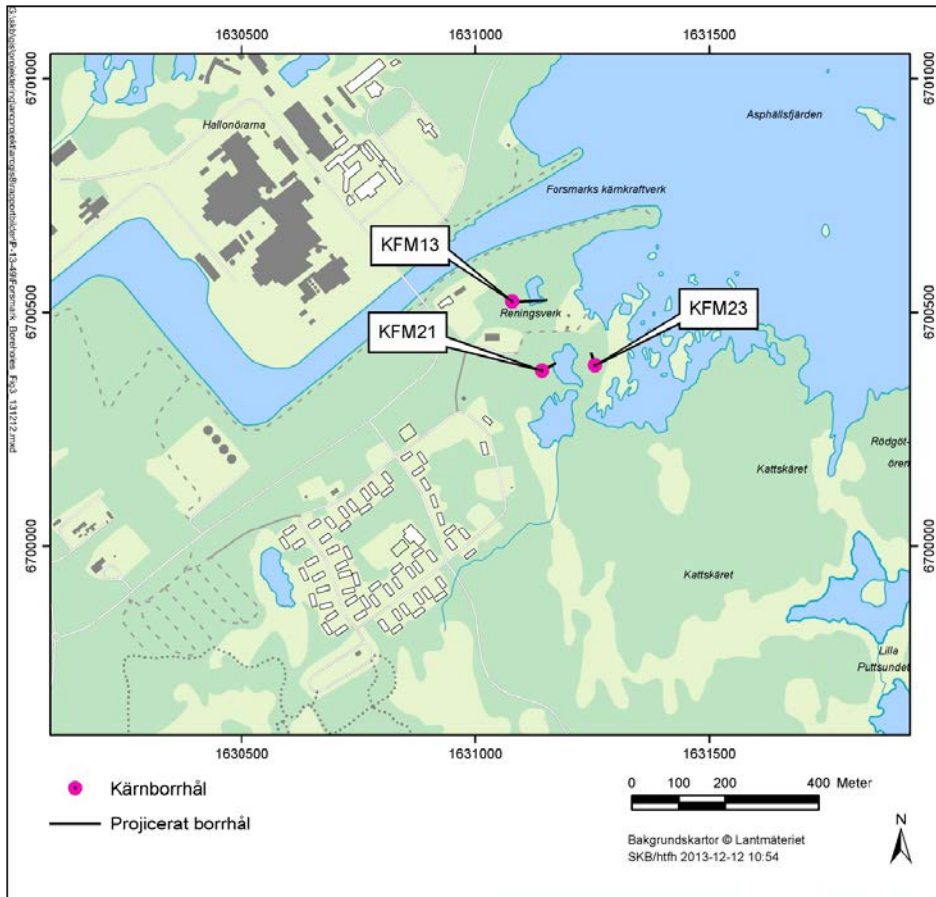 1630500
1631000
1631500
6701000
6701000
Asphällsfjärden
Hallonörarna
Forsmarks kärnkraftverk
KFM13
6700500
Reningsverk
KFM23
6700500
KFM21
Rödgöt-
ören
Kattskäret
6700000
6700000
Kattskäret
Lilla
Puttsundet
1630500
1631000
1631500
Kärnborrhål
Projicerat borrhål
0 100 200 400 Meter
Bakgrundskartor © Lantmäteriet
SKB/htfh 2013-12-12 10:54
N